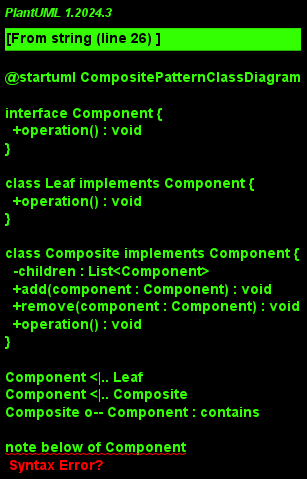 PlantUML 1.2024.3
[From string (line 26) ]
@startuml CompositePatternClassDiagram
interface Component {
+operation() : void
}
class Leaf implements Component {
+operation() : void
}
class Composite implements Component {
-children : List<Component>
+add(component : Component) : void
+remove(component : Component) : void
+operation() : void
}
Component <|.. Leaf
Component <|.. Composite
Composite o-- Component : contains
note below of Component
Syntax Error?